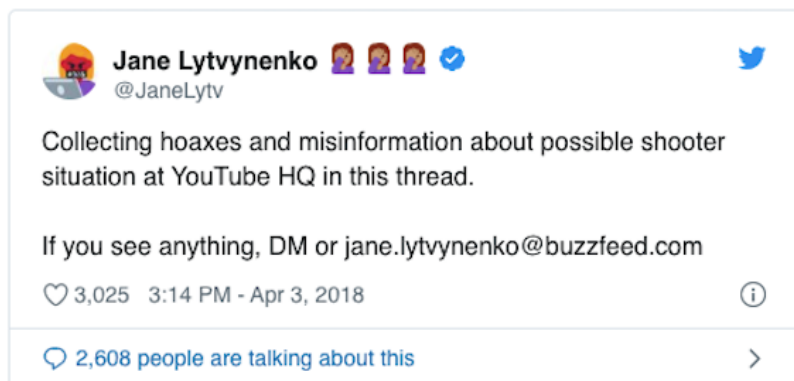 Jane Lytvynenko
@JaneLytv
Collecting hoaxes and misinformation about possible shooter
situation at YouTube HQ in this thread.
If you see anything, DM or jane.lytvynenko@buzzfeed.com
3,025 3:14 PM - Apr 3, 2018
2,608 people are talking about this